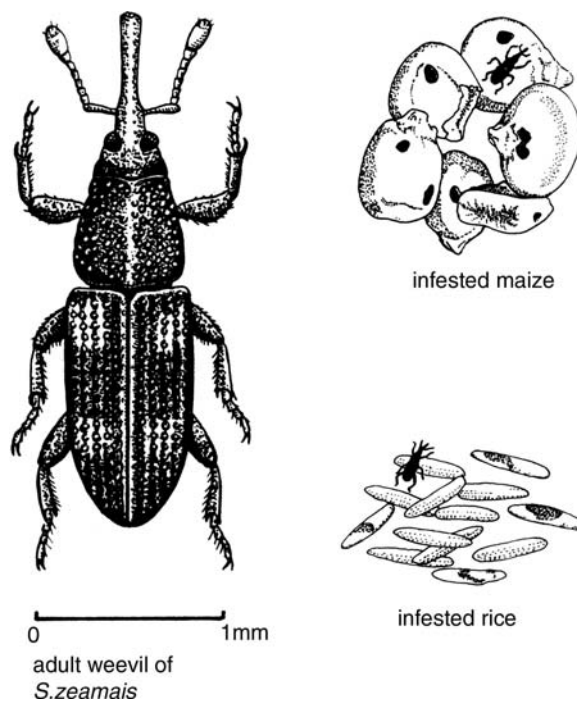 infested maize
infested rice
0 1mm
adult weevil of
S.zeamais